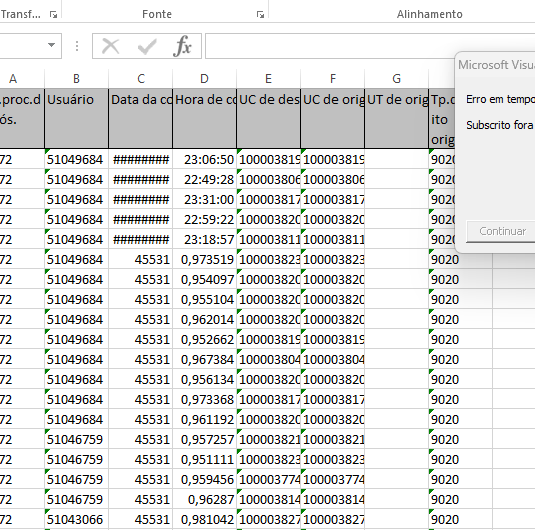 Transf...
Fonte
Alinhamento
fx
A B C D E F G
.proc.d Usuário Data da co Hora de co UC de des UC de orig UT de orig Tp.d
ós. ito
orig
72 51049684 ######## 23:06:50 100003819 100003819 9020
72 51049684 ######## 22:49:28 100003806 100003806 9020
72 51049684 ######## 23:31:00 100003817 100003817 9020
72 51049684 ######## 22:59:22 100003820 100003820 9020
72 51049684 ######## 23:18:57 100003811 100003811 9020
72 51049684 45531 0,973519 100003823 100003823 9020
72 51049684 45531 0,954097 100003820 100003820 9020
72 51049684 45531 0,955104 100003820 100003820 9020
72 51049684 45531 0,962014 100003820 100003820 9020
72 51049684 45531 0,952662 100003819 100003819 9020
72 51049684 45531 0,967384 100003804 100003804 9020
72 51049684 45531 0,956134 100003820 100003820 9020
72 51049684 45531 0,973368 100003817 100003817 9020
72 51049684 45531 0,961192 100003820 100003820 9020
72 51046759 45531 0,957257 100003821 100003821 9020
72 51046759 45531 0,951111 100003823 100003823 9020
72 51046759 45531 0,959456 100003774 100003774 9020
72 51046759 45531 0,96287 100003814 100003814 9020
72 51043066 45531 0,981042 100003827 100003827 9020
Microsoft Visu
Erro em tempo
Subscrito fora
Continuar